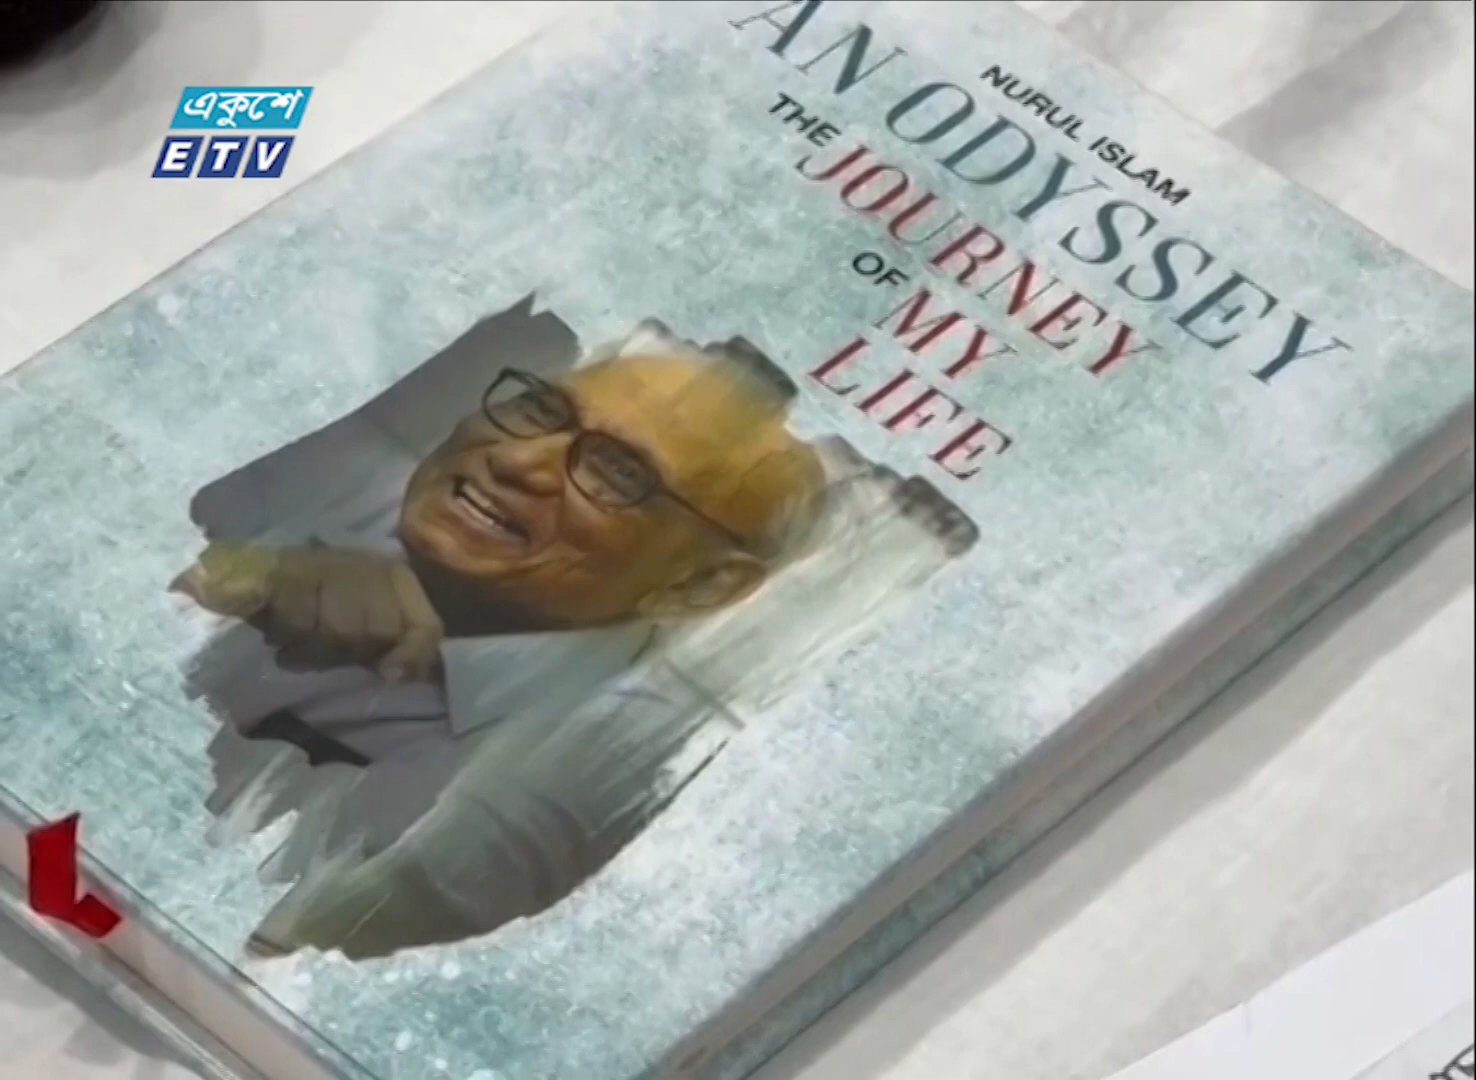 একুশে
ETV
NURUL ISLAM
AN ODYSSEY
THE JOURNEY
OF MY
LIFE